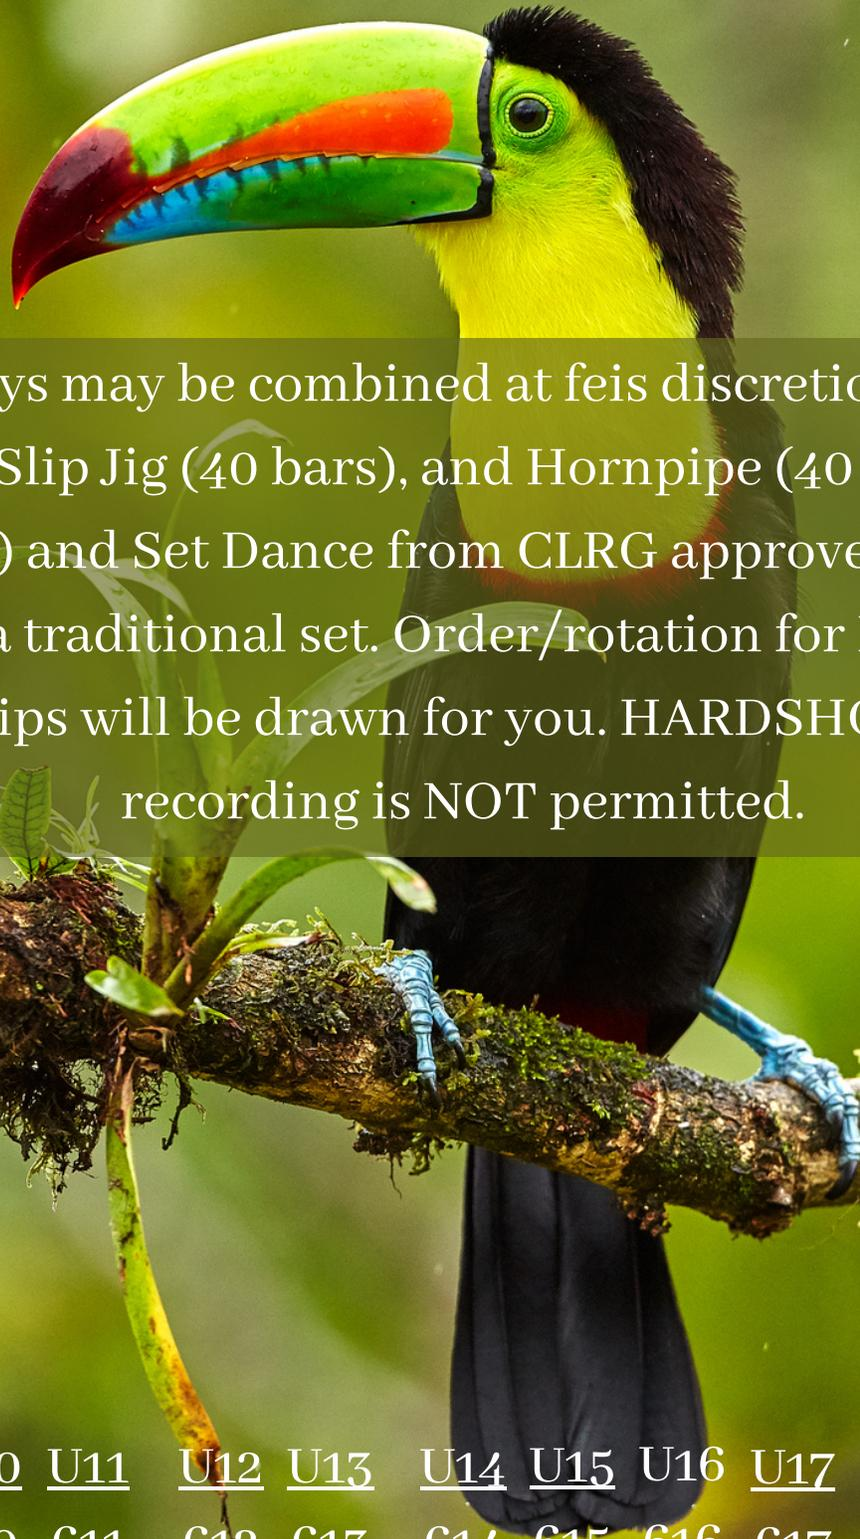 ys may be combined at feis discretio
Slip Jig (40 bars), and Hornpipe (40
) and Set Dance from CLRG approve
a traditional set. Order/rotation for
ips will be drawn for you. HARDSHO
recording is NOT permitted.
0 U11 U12 U13 U14 U15 U16 U17